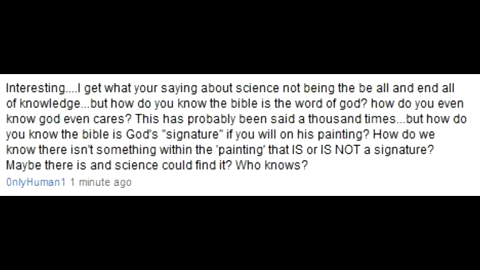 Interesting....I get what your saying about science not being the be all and end all
of knowledge...but how do you know the bible is the word of god? how do you even
know god even cares? This has probably been said a thousand times...but how do
you know the bible is God's "signature" if you will on his painting? How do we
know there isn't something within the 'painting' that IS or IS NOT a signature?
Maybe there is and science could find it? Who knows?
0nlyHuman1 1 minute ago